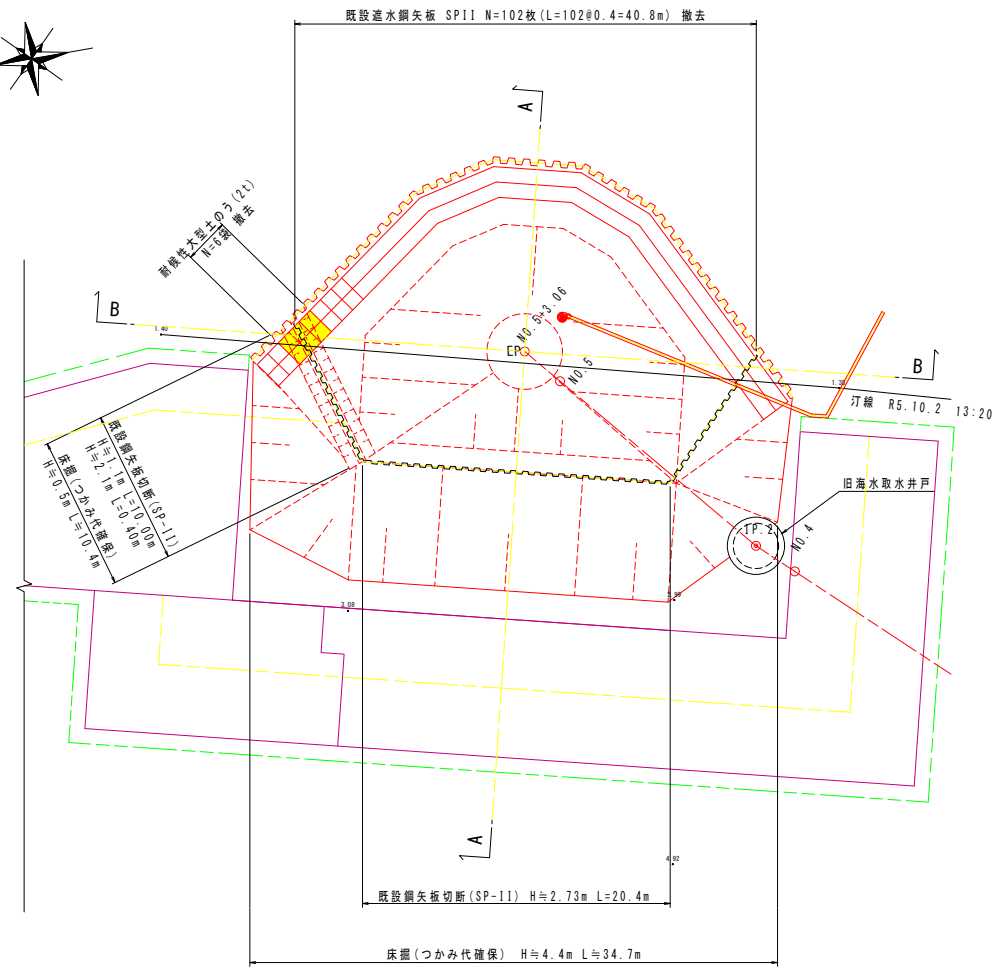 既設遮水鋼矢板 SPII N=102枚(L=102@0.4=40.8m) 撤去
A
耐候性大型土のう(2t)
N=6袋 撤去
B
1.40
NO.5+3.06
EP
NO.5
B
1.38
汀線 R5.10.2 13:20
既設鋼矢板切断(SP-II)
H≒1.1m L=10.00m
H≒2.1m L=0.40m
床掘(つかみ代確保)
H≒0.5m L≒10.4m
旧海水取水井戸
TP.2
NO.4
3.08
A
4.92
既設鋼矢板切断(SP-II) H≒2.73m L=20.4m
床掘(つかみ代確保) H≒4.4m L≒34.7m